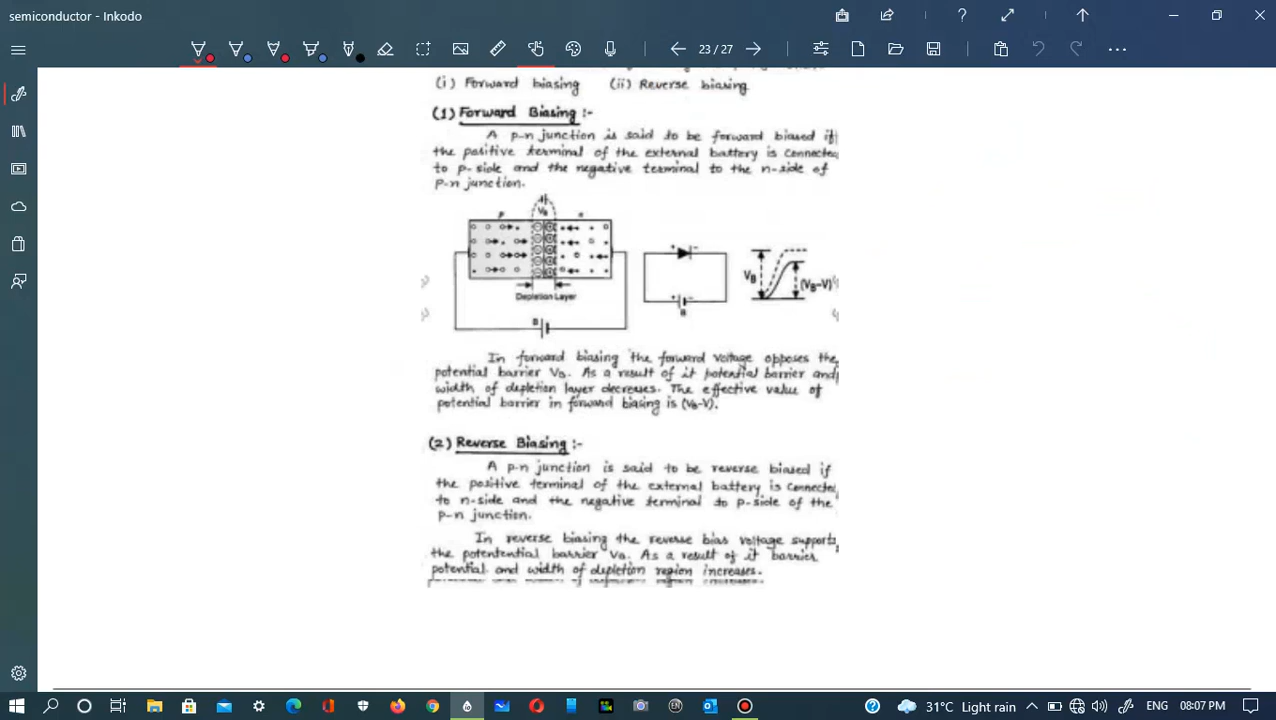 semiconductor - Inkodo
23 / 27
(i) Forward biasing (ii) Reverse biasing
(1) Forward Biasing :-
A p-n junction is said to be forward biased if
the positive terminal of the external battery is connected
to p-side and the negative terminal to the n-side of
p-n junction.
VB
p n
Depletion Layer
B
+ -
+ -
B
VB
(VB-V)
In forward biasing the forward voltage opposes the
potential barrier VB. As a result of it potential barrier and
width of depletion layer decreases. The effective value of
potential barrier in forward biasing is (VB-V).
(2) Reverse Biasing :-
A p-n junction is said to be reverse biased if
the positive terminal of the external battery is connected
to n-side and the negative terminal to p-side of the
p-n junction.
In reverse biasing the reverse bias voltage supports
the potentential barrier VB. As a result of it barrier
potential and width of depletion region increases.
31°C Light rain ENG 08:07 PM